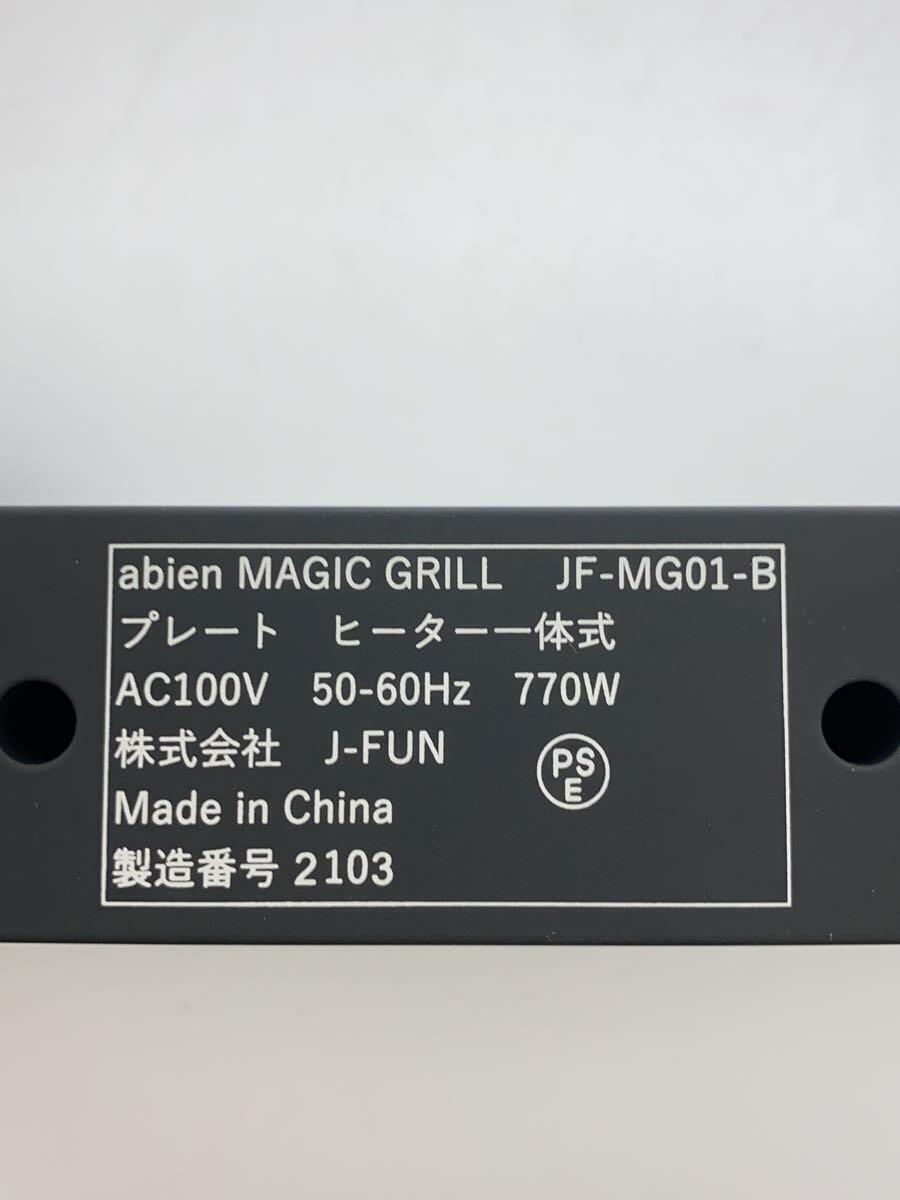 abien MAGIC GRILL JF-MG01-B
プレート ヒーター一体式
AC100V 50-60Hz 770W
株式会社 J-FUN
PS
E
Made in China
製造番号 2103